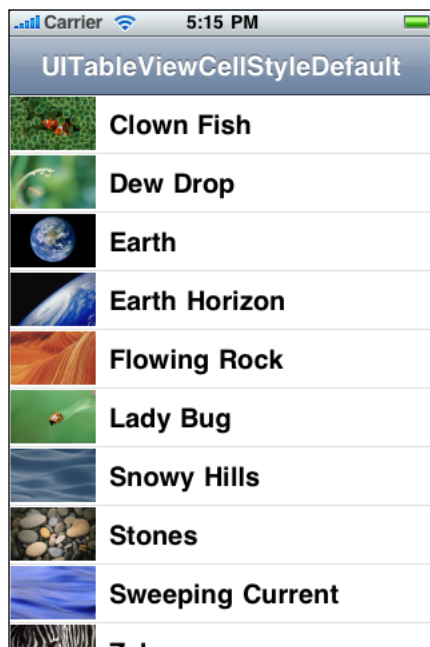 Carrier 5:15 PM
UITableViewCellStyleDefault
Clown Fish
Dew Drop
Earth
Earth Horizon
Flowing Rock
Lady Bug
Snowy Hills
Stones
Sweeping Current